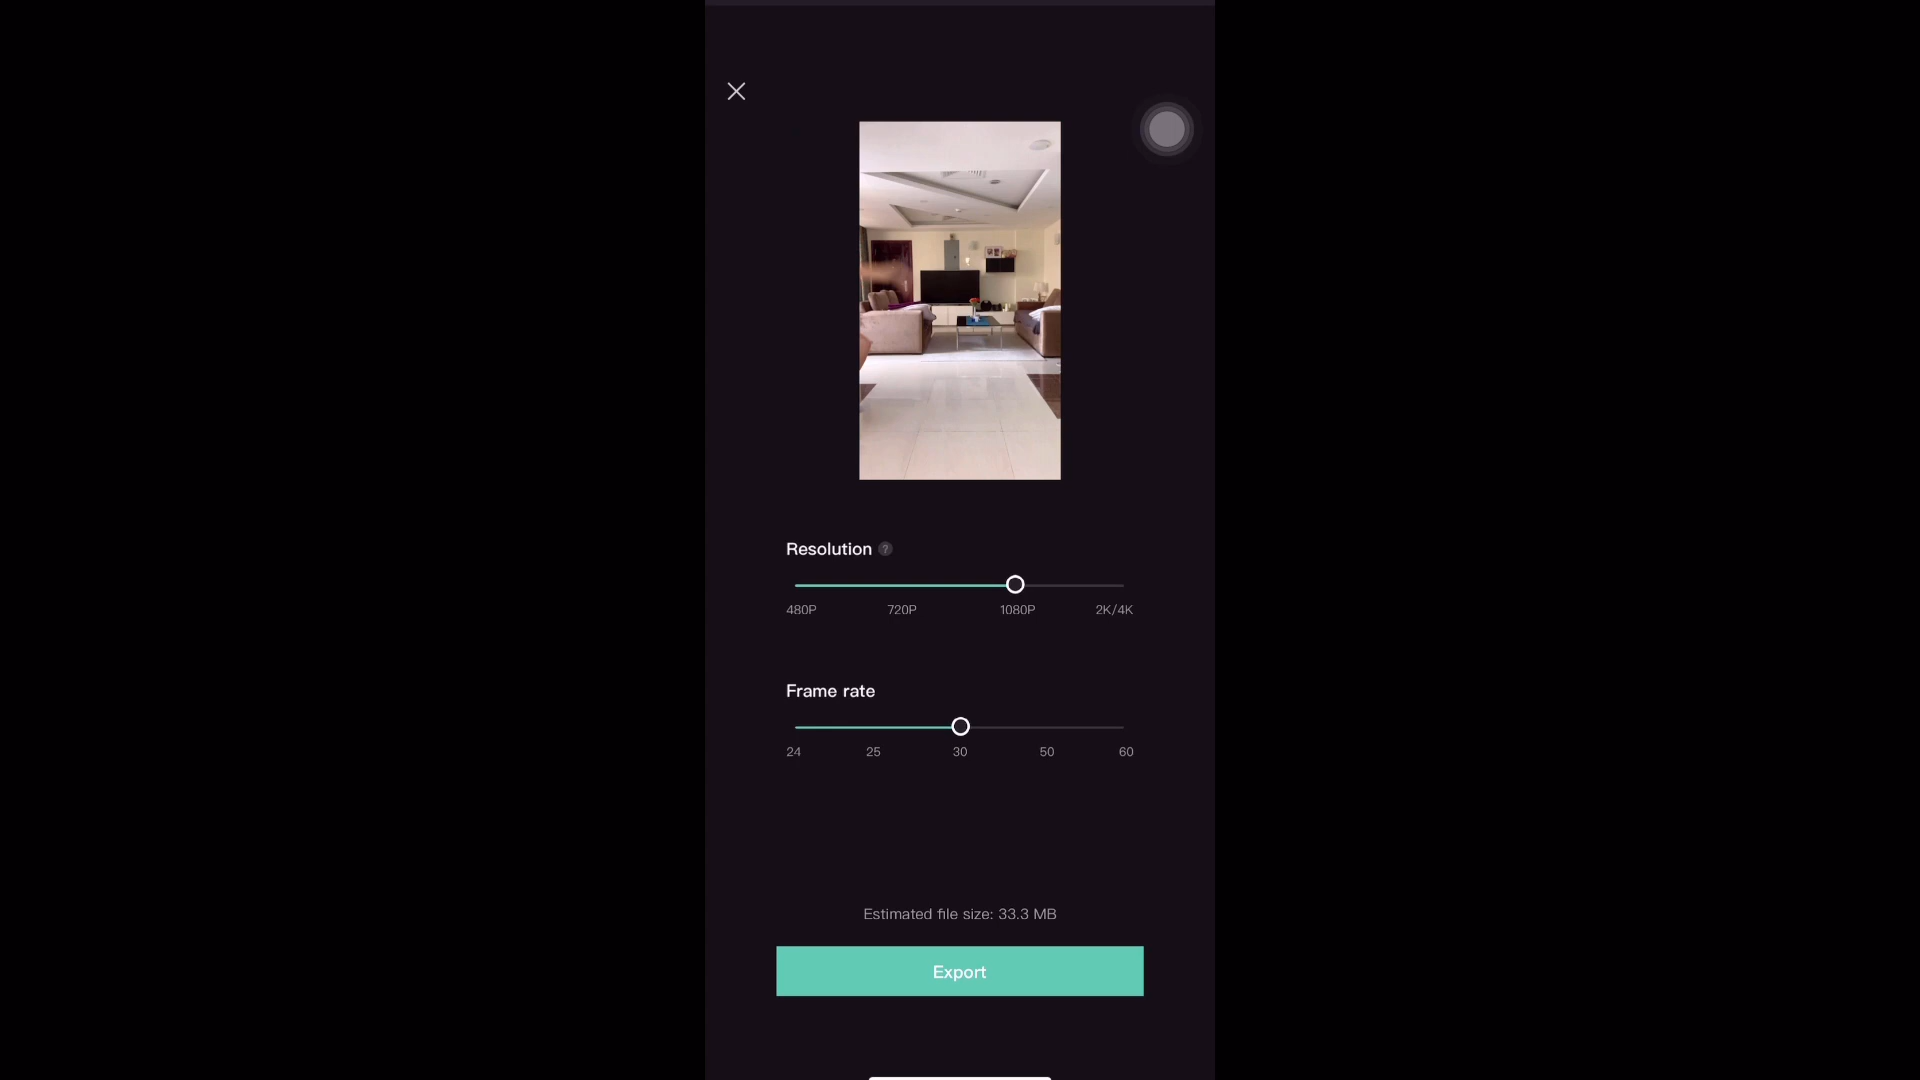 Resolution ?
480P 720P 1080P 2K/4K
Frame rate
24 25 30 50 60
Estimated file size: 33.3 MB
Export